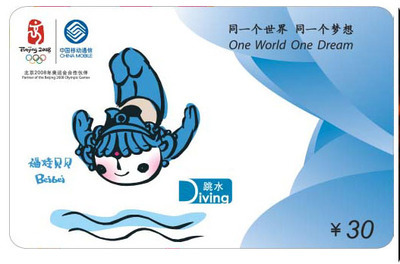 Beijing 2008
中国移动通信
CHINA MOBILE
北京2008年奥运会合作伙伴
Partner of the Beijing 2008 Olympic Games
同一个世界 同一个梦想
One World One Dream
福娃贝贝
Beibei
跳水
Diving
¥30